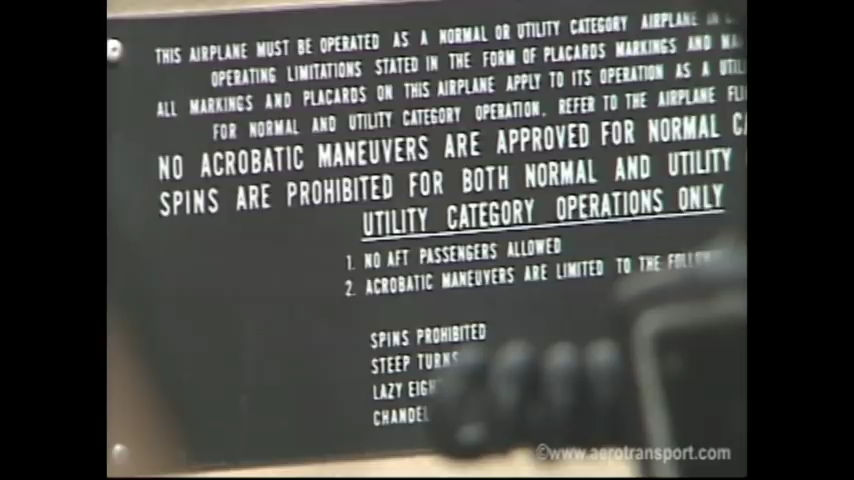 THIS AIRPLANE MUST BE OPERATED AS A NORMAL OR UTILITY CATEGORY AIRPLANE IN
OPERATING LIMITATIONS STATED IN THE FORM OF PLACARDS MARKINGS AND
ALL MARKINGS AND PLACARDS ON THIS AIRPLANE APPLY TO ITS OPERATION AS A
FOR NORMAL AND UTILITY CATEGORY OPERATION. REFER TO THE AIRPLANE
NO ACROBATIC MANEUVERS ARE APPROVED FOR NORMAL
SPINS ARE PROHIBITED FOR BOTH NORMAL AND UTILITY
UTILITY CATEGORY OPERATIONS ONLY
1. NO AFT PASSENGERS ALLOWED
2. ACROBATIC MANEUVERS ARE LIMITED TO THE
SPINS PROHIBITED
STEEP TURNS
LAZY
©www.aerotransport.com